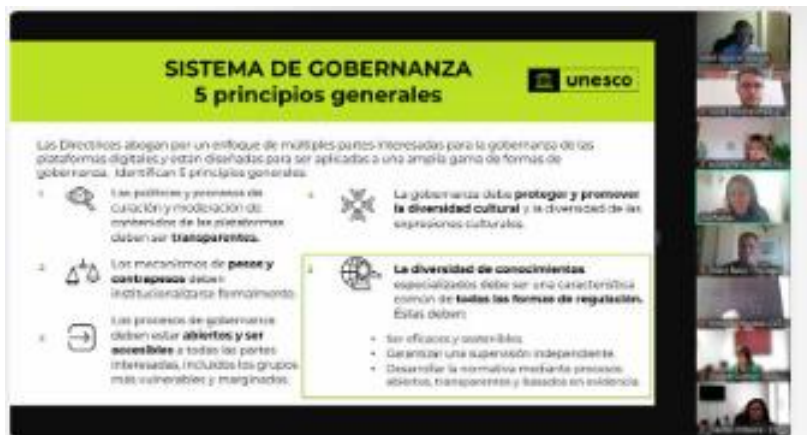 SISTEMA DE GOBERNANZA
5 principios generales
unesco
Las Directrices abogan por un enfoque de múltiples partes interesadas para la gobernanza de las
plataformas digitales y están diseñadas para ser aplicadas a una amplia gama de formas de
gobernanza. Identifican 5 principios generales:
Las políticas y procesos de
curación y moderación de
contenidos de las plataformas
deben ser transparentes.
2.
Los mecanismos de pesos y
contrapesos deben
institucionalizarse formalmente.
Los procesos de gobernanza
deben estar abiertos y ser
accesibles a todas las partes
interesadas, incluidos los grupos
más vulnerables y marginados.
La gobernanza debe proteger y promover
la diversidad cultural y la diversidad de las
expresiones culturales.
La diversidad de conocimientos
especializados debe ser una característica
común de todas las formas de regulación.
Estas deben:
• Ser eficaces y sostenibles.
• Garantizar una supervisión independiente.
• Desarrollar la normativa mediante procesos
abiertos, transparentes y basados en evidencia.